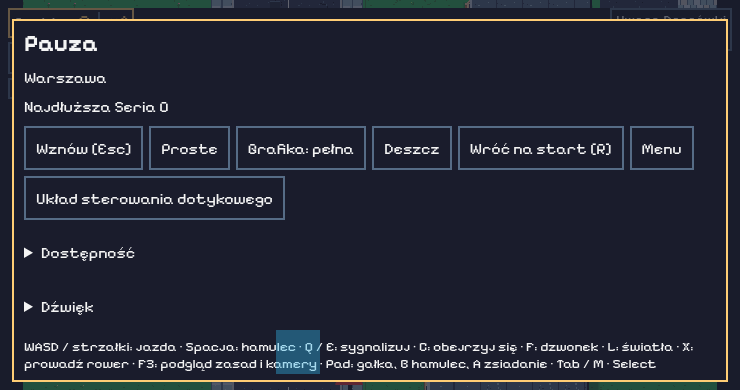 Pauza
Warszawa
Najdłuższa Seria 0
Wznów (Esc) Proste Grafika: pełna Deszcz Wróć na start (R) Menu
Układ sterowania dotykowego
▶ Dostępność
▶ Dźwięk
WASD / strzałki: jazda · Spacja: hamulec · Q / E: sygnalizuj · C: obejrzyj się · F: dzwonek · L: światła · X:
prowadź rower · F3: podgląd zasad i kamery · Pad: gałka, B hamulec, A zsiadanie · Tab / M · Select